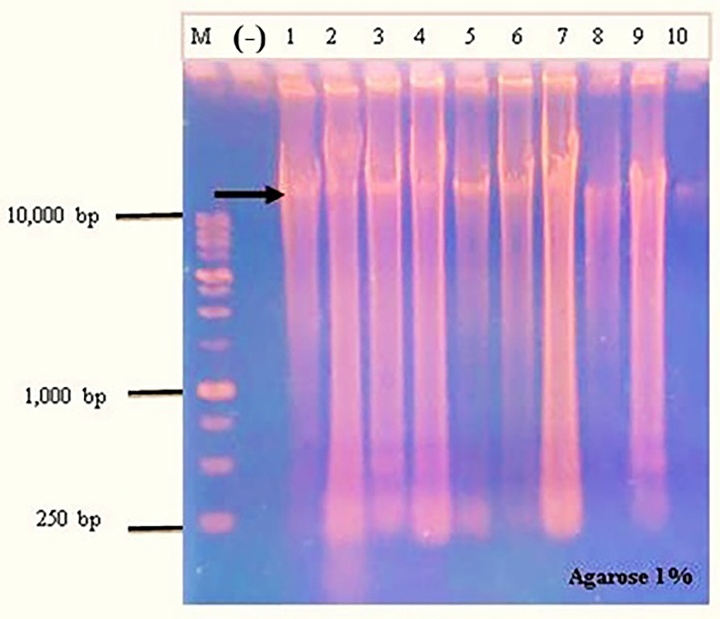 M (-) 1 2 3 4 5 6 7 8 9 10
10,000 bp
1,000 bp
250 bp
Agarose 1%